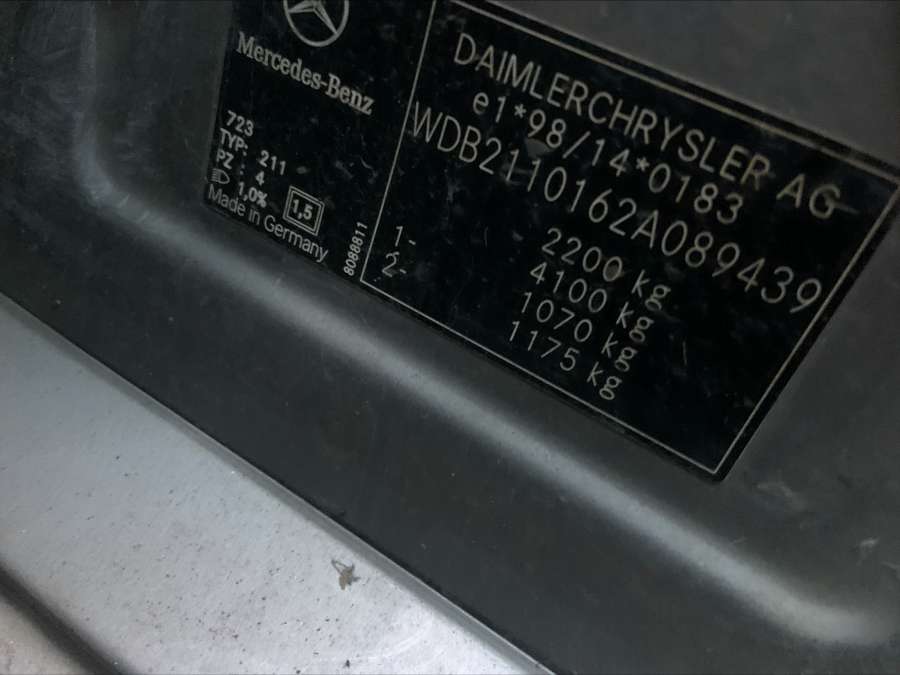 Mercedes-Benz
723
TYP: 211
PZ : 4
1,0% 1,5
Made in Germany
8088811
DAIMLERCHRYSLER AG
e1*98/14*0183
WDB2110162A089439
2200 kg
4100 kg
1- 1070 kg
2- 1175 kg